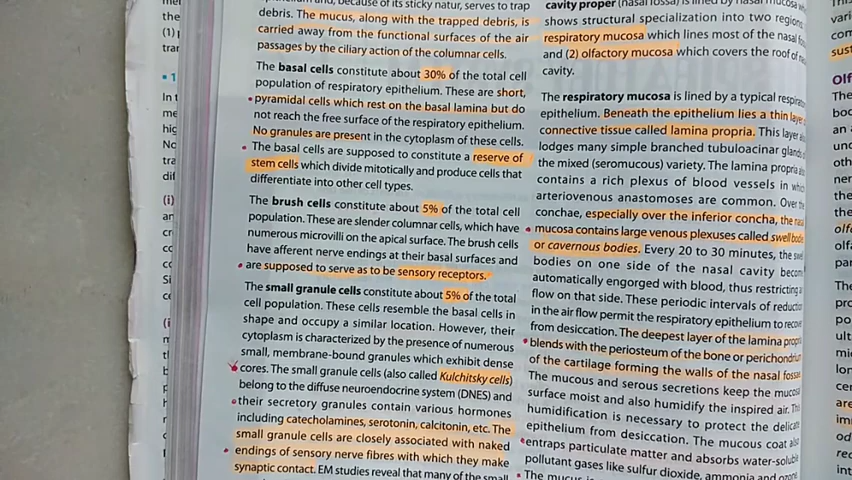 debris. The mucus, along with the trapped debris, is
carried away from the functional surfaces of the air
passages by the ciliary action of the columnar cells.
The basal cells constitute about 30% of the total cell
population of respiratory epithelium. These are short,
pyramidal cells which rest on the basal lamina but do
not reach the free surface of the respiratory epithelium.
No granules are present in the cytoplasm of these cells.
The basal cells are supposed to constitute a reserve of
stem cells which divide mitotically and produce cells that
differentiate into other cell types.
The brush cells constitute about 5% of the total cell
population. These are slender columnar cells, which have
numerous microvilli on the apical surface. The brush cells
have afferent nerve endings at their basal surfaces and
are supposed to serve as to be sensory receptors.
The small granule cells constitute about 5% of the total
cell population. These cells resemble the basal cells in
shape and occupy a similar location. However, their
cytoplasm is characterized by the presence of numerous
small, membrane-bound granules which exhibit dense
cores. The small granule cells (also called Kulchitsky cells)
belong to the diffuse neuroendocrine system (DNES) and
their secretory granules contain various hormones
including catecholamins, serotonin, calcitonin, etc. The
small granule cells are closely associated with naked
endings of sensory nerve fibres with which they make
synaptic contact. EM studies reveal that many of the small
cavity proper (nasal fossa) is lined by nasal mucosa
shows structural specialization into two regions
respiratory mucosa which lines most of the nasal
and (2) olfactory mucosa which covers the roof of
cavity.
The respiratory mucosa is lined by a typical
epithelium. Beneath the epithelium lies a thin layer
connective tissue called lamina propria. This layer
lodges many simple branched tubuloacinar glands
the mixed (seromucous) variety. The lamina propria
contains a rich plexus of blood vessels in
arteriovenous anastomoses are common. Over
conchae, especially over the inferior concha, the
mucosa contains large venous plexuses called swell
or cavernous bodies. Every 20 to 30 minutes, the
bodies on one side of the nasal cavity
automatically engorged with blood, thus restricting
flow on that side. These periodic intervals of
in the air flow permit the respiratory epithelium to
from desiccation. The deepest layer of the lamina
blends with the periosteum of the bone or
of the cartilage forming the walls of the nasal
The mucous and serous secretions keep the
surface moist and also humidify the inspired air.
humidification is necessary to protect the
epithelium from desiccation. The mucous coat
entraps particulate matter and absorbs
pollutant gases like sulfur dioxide, ammonia and ozone